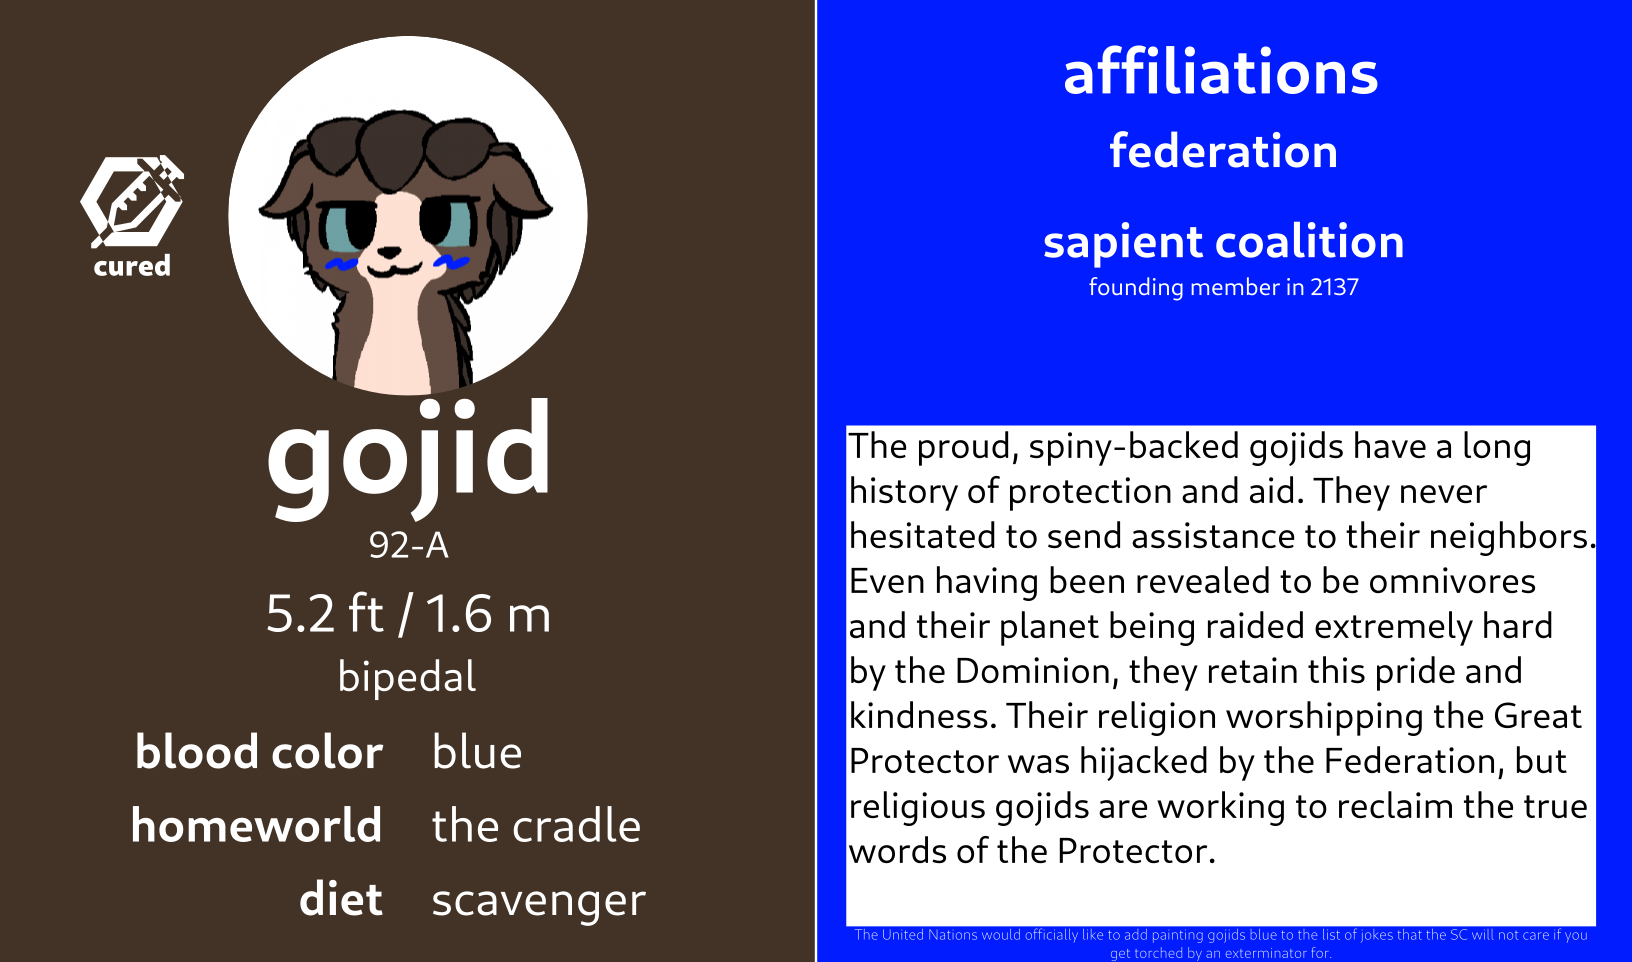 cured
gojid
92-A
5.2 ft / 1.6 m
bipedal
blood color blue
homeworld the cradle
diet scavenger
affiliations
federation
sapient coalition
founding member in 2137
The proud, spiny-backed gojids have a long
history of protection and aid. They never
hesitated to send assistance to their neighbors.
Even having been revealed to be omnivores
and their planet being raided extremely hard
by the Dominion, they retain this pride and
kindness. Their religion worshipping the Great
Protector was hijacked by the Federation, but
religious gojids are working to reclaim the true
words of the Protector.
The United Nations would officially like to add painting gojids blue to the list of jokes that the SC will not care if you
get torched by an exterminator for.